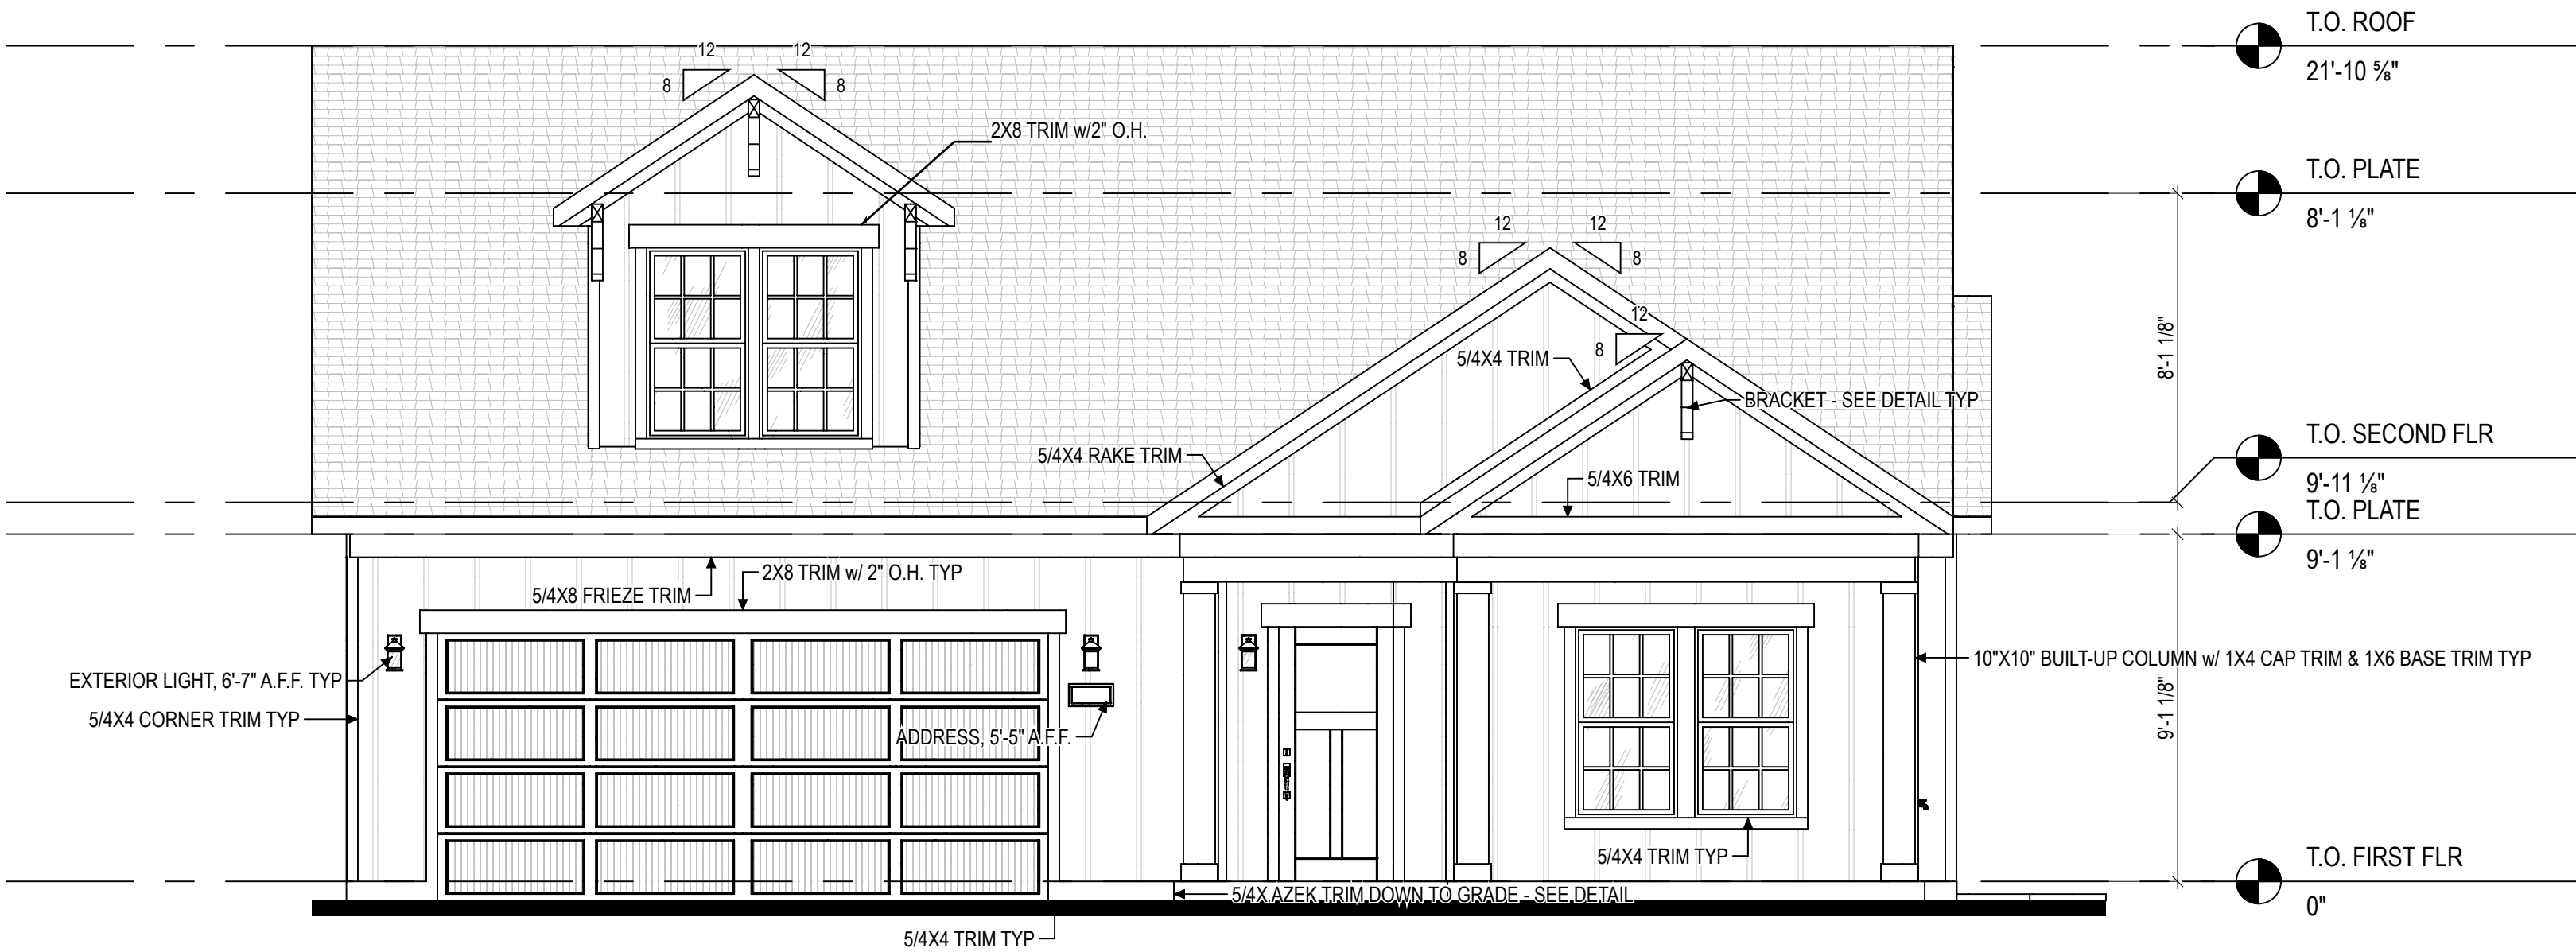 T.O. ROOF
21'-10 ⅝"
12 12
8 8
2X8 TRIM w/2" O.H.
T.O. PLATE
8'-1 ⅛"
12 12
8 8
12
8
5/4X4 TRIM
8'-1 1/8"
BRACKET - SEE DETAIL TYP
T.O. SECOND FLR
9'-11 ⅛"
5/4X4 RAKE TRIM
5/4X6 TRIM
T.O. PLATE
9'-1 ⅛"
2X8 TRIM w/ 2" O.H. TYP
5/4X8 FRIEZE TRIM
10"X10" BUILT-UP COLUMN w/ 1X4 CAP TRIM & 1X6 BASE TRIM TYP
EXTERIOR LIGHT, 6'-7" A.F.F. TYP
5/4X4 CORNER TRIM TYP
ADDRESS, 5'-5" A.F.F.
9'-1 1/8"
5/4X4 TRIM TYP
T.O. FIRST FLR
0"
5/4X AZEK TRIM DOWN TO GRADE - SEE DETAIL
5/4X4 TRIM TYP